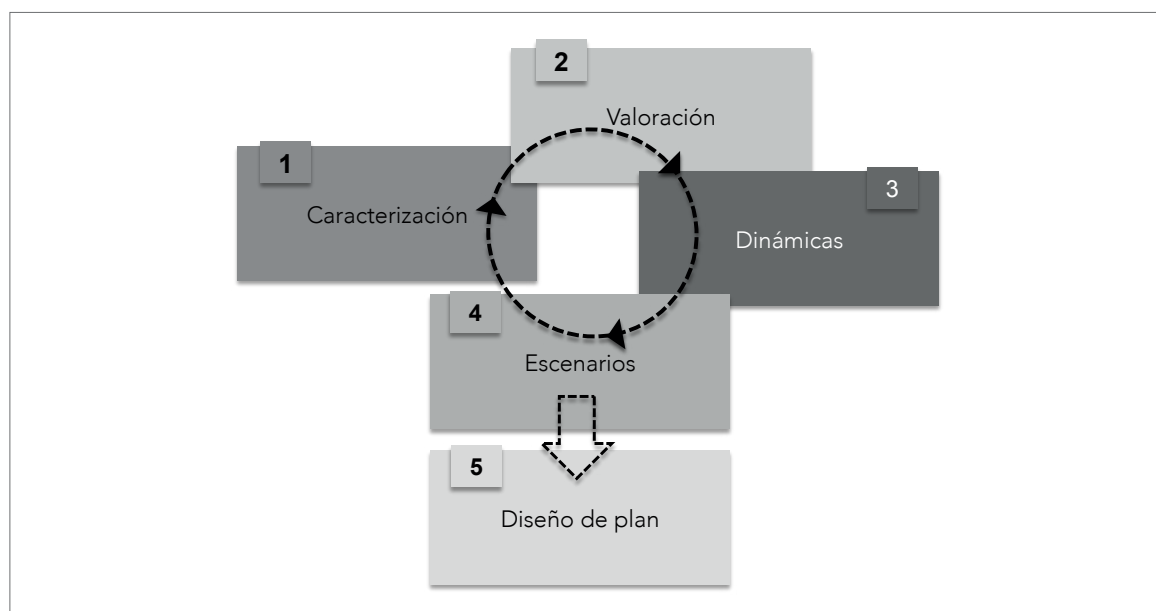 1
Caracterización
2
Valoración
3
Dinámicas
4
Escenarios
5
Diseño de plan